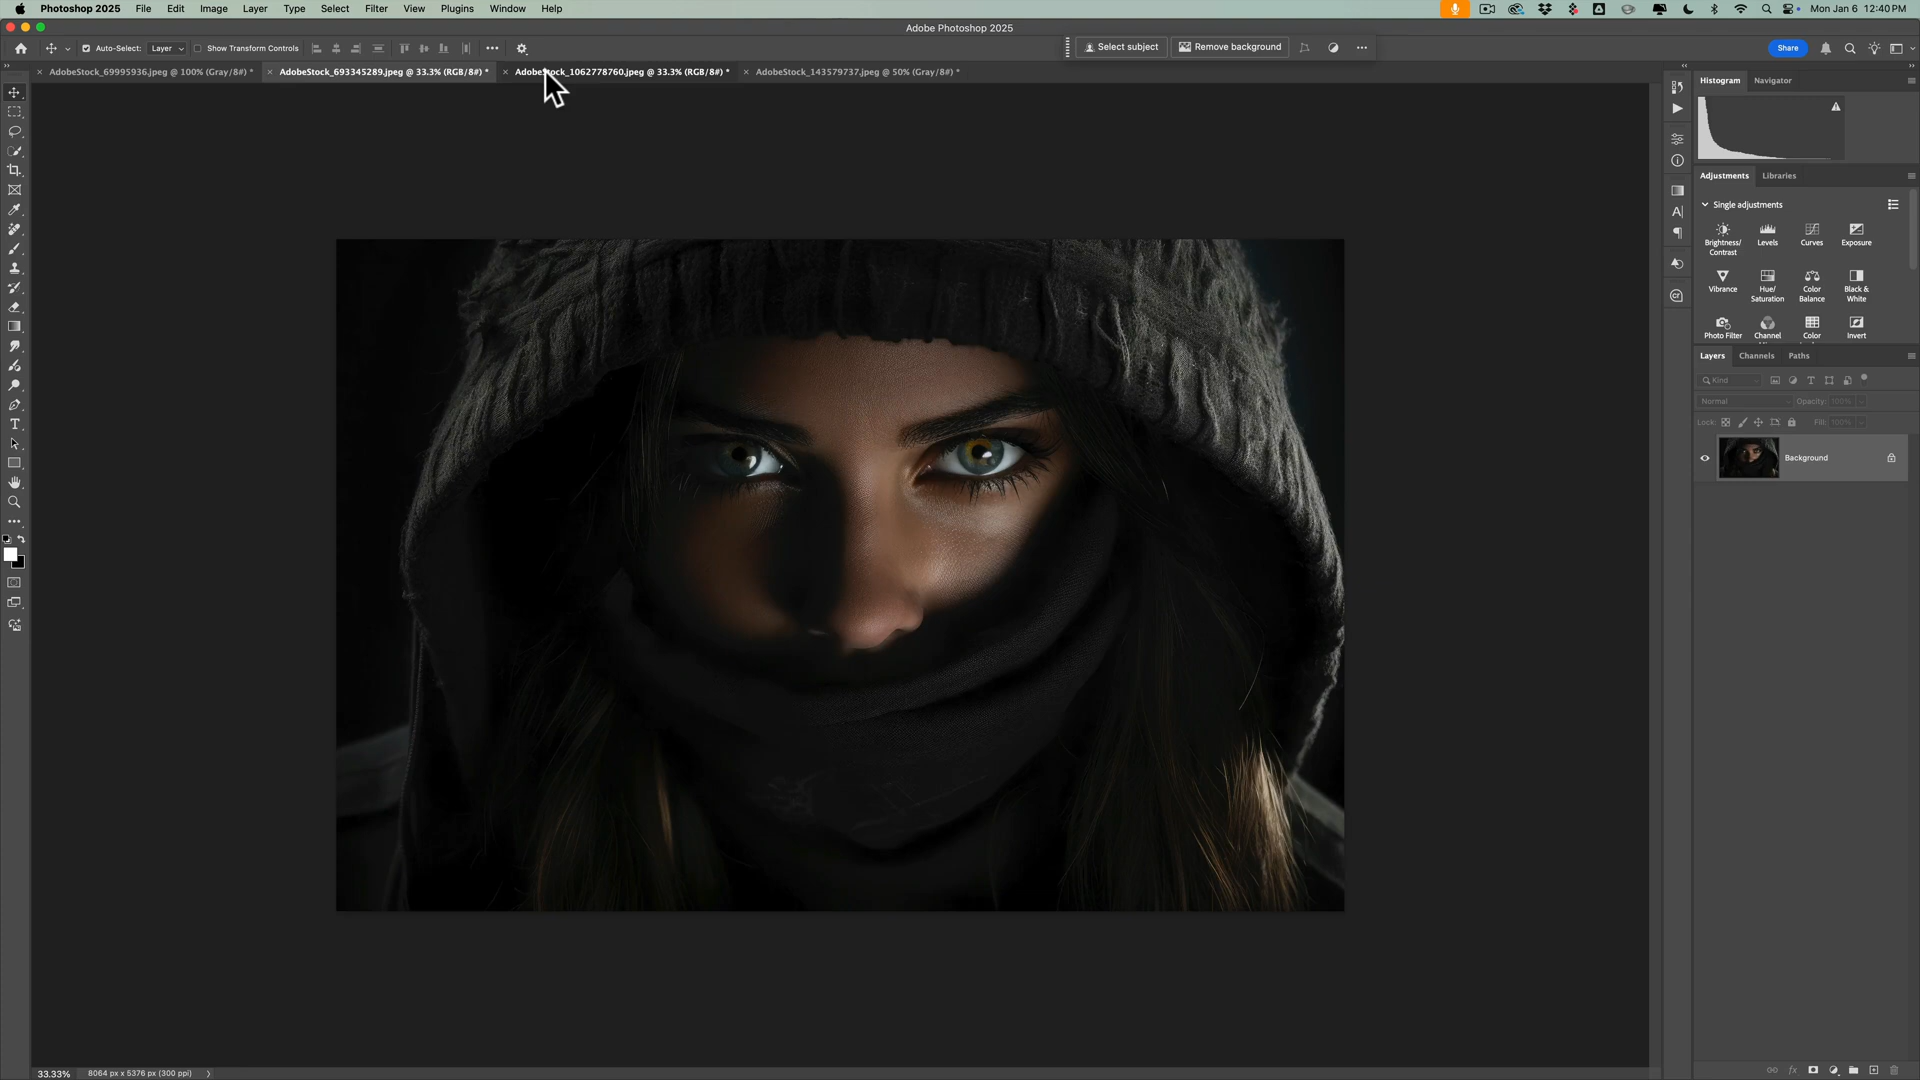 Photoshop 2025 File Edit Image Layer Type Select Filter View Plugins Window Help Mon Jan 6 12:40 PM
Adobe Photoshop 2025
Auto-Select: Layer Show Transform Controls Select subject Remove background Share
AdobeStock_69995936.jpeg @ 100% (Gray/8#) * AdobeStock_693345289.jpeg @ 33.3% (RGB/8#) * AdobeStock_1062778760.jpeg @ 33.3% (RGB/8#) * AdobeStock_143579737.jpeg @ 50% (Gray/8#) *
Histogram Navigator
Adjustments Libraries
Single adjustments
Brightness/
Contrast
Levels
Curves
Exposure
Vibrance
Hue/
Saturation
Color
Balance
Black &
White
Photo Filter
Channel
Color
Invert
Layers Channels Paths
Kind
Normal Opacity: 100%
Lock: Fill: 100%
Background
33.33% 8064 px x 5376 px (300 ppi)